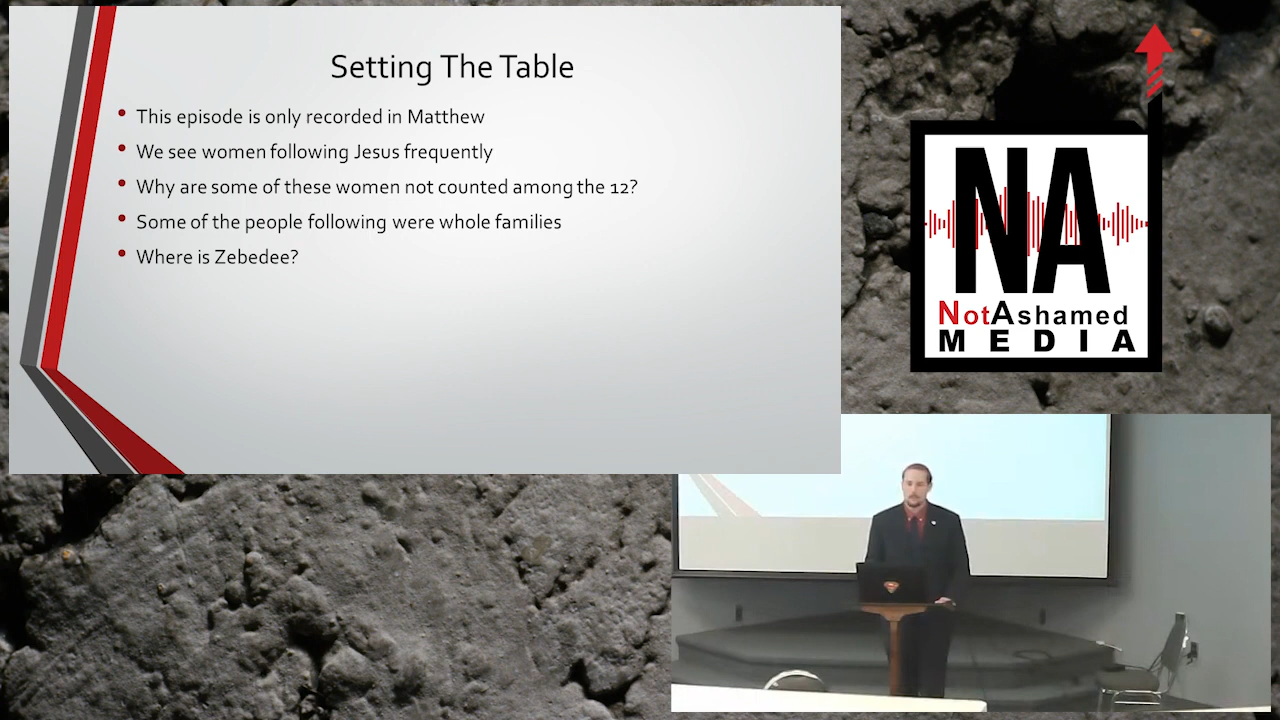 Setting The Table
• This episode is only recorded in Matthew
• We see women following Jesus frequently
• Why are some of these women not counted among the 12?
• Some of the people following were whole families
• Where is Zebedee?
NA
NotAshamed
MEDIA